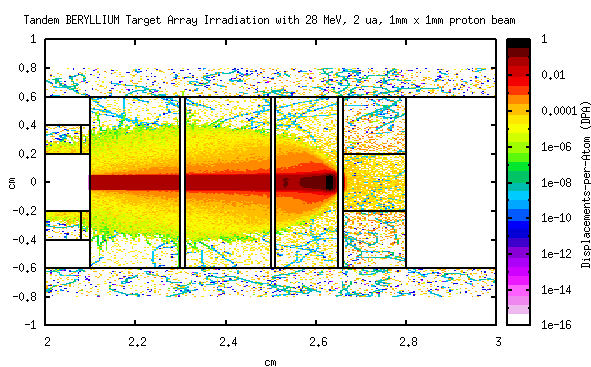 Tandem BERYLLIUM Target Array Irradiation with 28 MeV, 2 ua, 1mm x 1mm proton beam
1
0.8
0.6
0.4
0.2
0
-0.2
-0.4
-0.6
-0.8
-1
cm
2 2.2 2.4 2.6 2.8 3
cm
1
0.01
0.0001
1e-06
1e-08
1e-10
1e-12
1e-14
1e-16
Displacements-per-Atom (DPA)